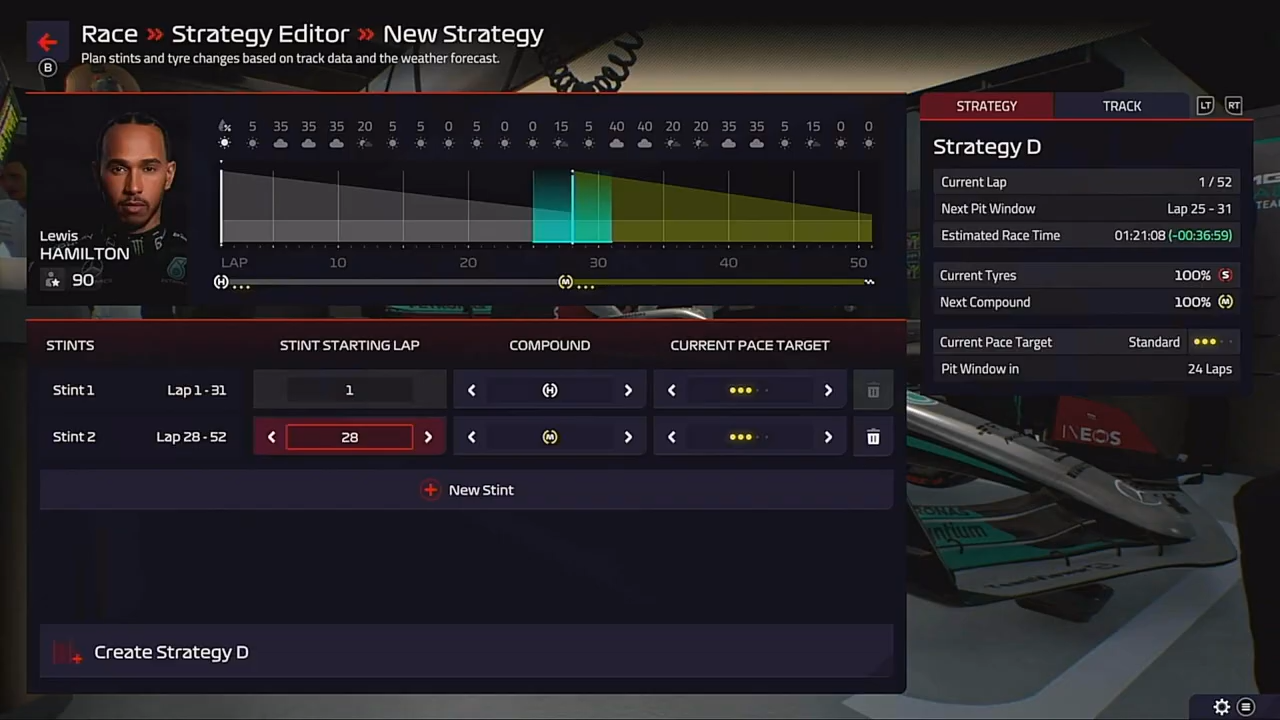 Race » Strategy Editor » New Strategy
B
Plan stints and tyre changes based on track data and the weather forecast.
Lewis
HAMILTON
90
% 5 35 35 35 20 5 5 0 5 0 0 15 5 40 40 20 20 35 35 5 15 0 0
LAP 10 20 30 40 50
H M
STINTS STINT STARTING LAP COMPOUND CURRENT PACE TARGET
Stint 1 Lap 1 - 31 1 H
Stint 2 Lap 28 - 52 28 M
+ New Stint
Create Strategy D
STRATEGY TRACK LT RT
Strategy D
Current Lap 1 / 52
Next Pit Window Lap 25 - 31
Estimated Race Time 01:21:08 (-00:36:59)
Current Tyres 100% S
Next Compound 100% M
Current Pace Target Standard
Pit Window in 24 Laps
INEOS